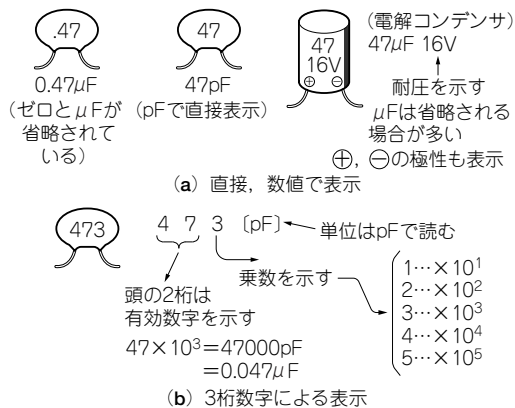 .47
0.47μF
（ゼロとμFが
省略されて
いる）
47
47pF
（pFで直接表示）
47
16V
⊕ ⊖
（電解コンデンサ）
47μF 16V
耐圧を示す
μFは省略される
場合が多い
⊕，⊖の極性も表示
（a）直接，数値で表示
473
4 7 3 〔pF〕
単位はpFで読む
乗数を示す
頭の2桁は
有効数字を示す
47×10³＝47000pF
＝0.047μF
1…×10¹
2…×10²
3…×10³
4…×10⁴
5…×10⁵
（b）3桁数字による表示